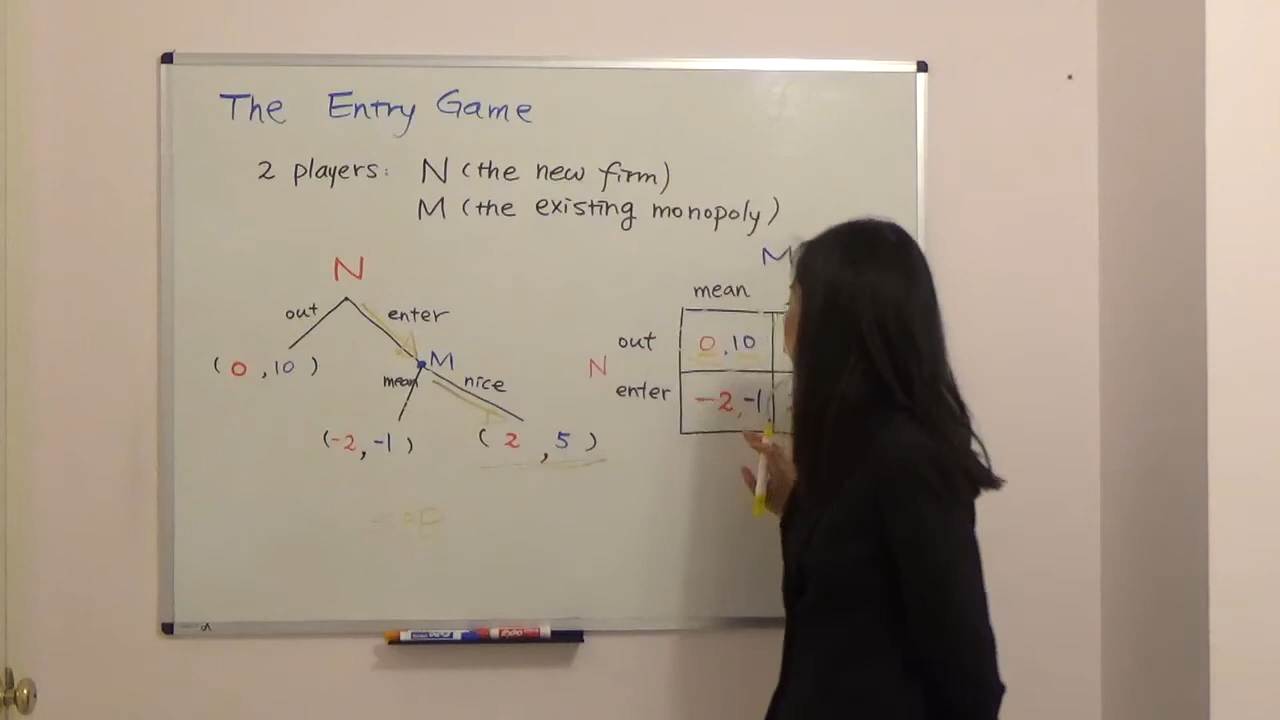 The Entry Game
2 players: N (the new firm)
M (the existing monopoly)
N
out enter
(0, 10) M
mean nice
(-2, -1) (2, 5)
SPE
M
mean
N out 0, 10
enter -2, -1